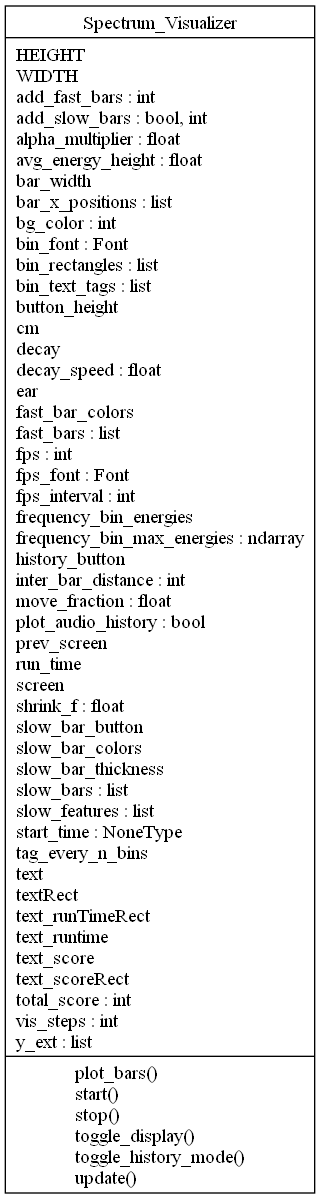 Spectrum_Visualizer
HEIGHT
WIDTH
add_fast_bars : int
add_slow_bars : bool, int
alpha_multiplier : float
avg_energy_height : float
bar_width
bar_x_positions : list
bg_color : int
bin_font : Font
bin_rectangles : list
bin_text_tags : list
button_height
cm
decay
decay_speed : float
ear
fast_bar_colors
fast_bars : list
fps : int
fps_font : Font
fps_interval : int
frequency_bin_energies
frequency_bin_max_energies : ndarray
history_button
inter_bar_distance : int
move_fraction : float
plot_audio_history : bool
prev_screen
run_time
screen
shrink_f : float
slow_bar_button
slow_bar_colors
slow_bar_thickness
slow_bars : list
slow_features : list
start_time : NoneType
tag_every_n_bins
text
textRect
text_runTimeRect
text_runtime
text_score
text_scoreRect
total_score : int
vis_steps : int
y_ext : list
plot_bars()
start()
stop()
toggle_display()
toggle_history_mode()
update()